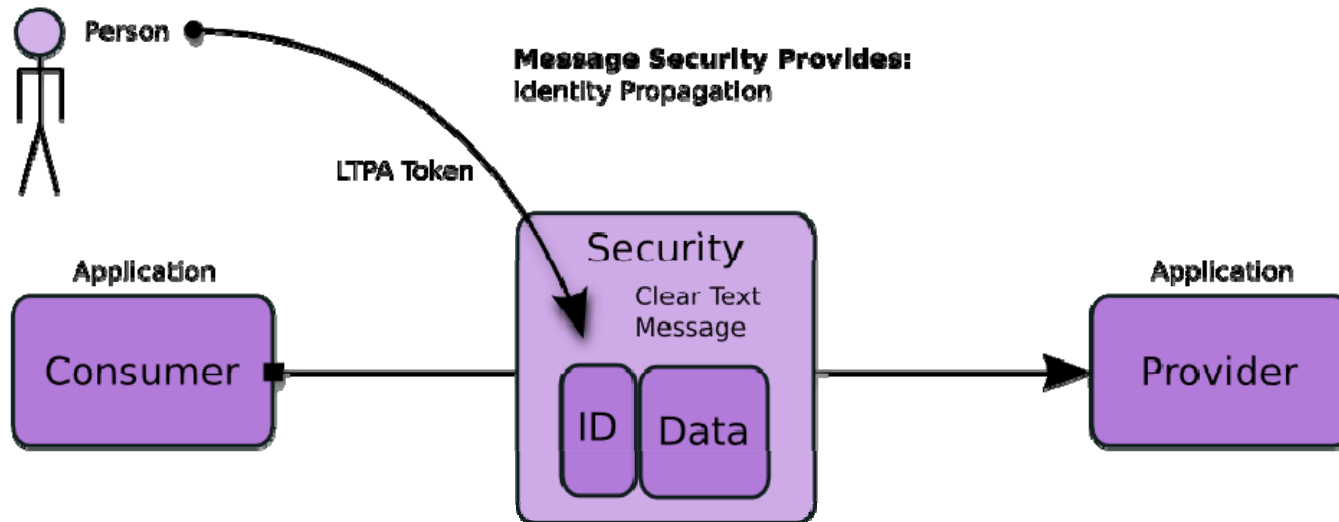 Person
Message Security Provides:
Identity Propagation
LTPA Token
Security
Clear Text
Message
Application
Consumer
ID
Data
Application
Provider